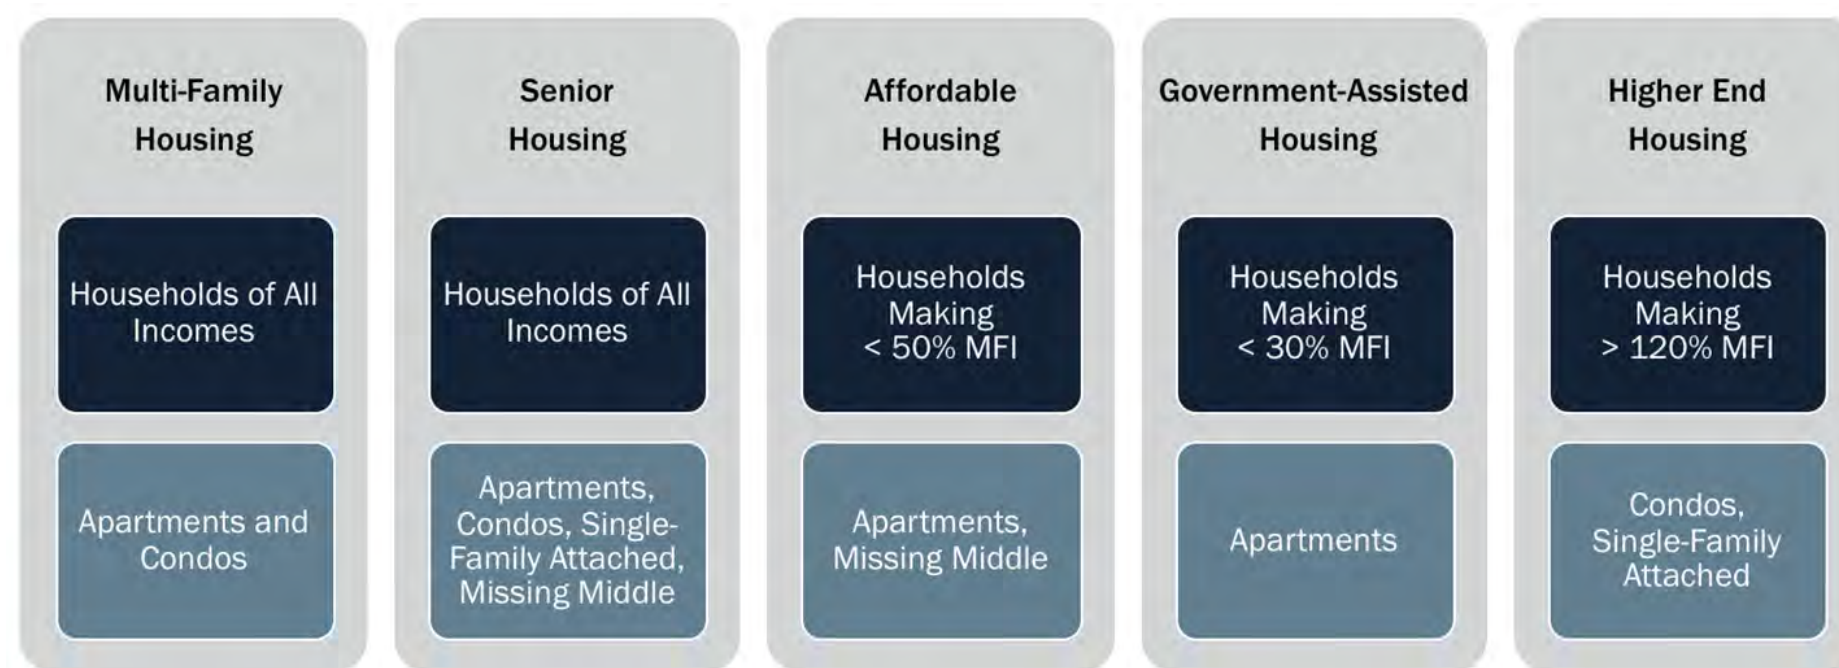 Multi-Family
Housing
Households of All
Incomes
Apartments and
Condos
Senior
Housing
Households of All
Incomes
Apartments,
Condos, Single-
Family Attached,
Missing Middle
Affordable
Housing
Households
Making
< 50% MFI
Apartments,
Missing Middle
Government-Assisted
Housing
Households
Making
< 30% MFI
Apartments
Higher End
Housing
Households
Making
> 120% MFI
Condos,
Single-Family
Attached